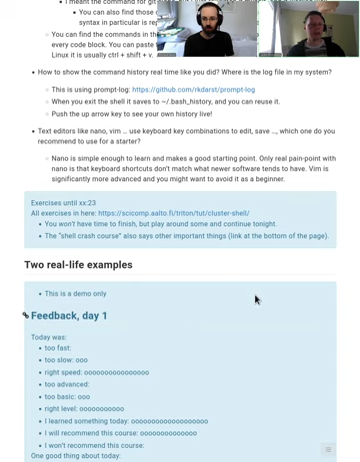 I meant the command for git
You can also find those
syntax in particular is
You can find the commands in the
every code block. You can paste
Linux it is usually ctrl + shift + v.
How to show the command history real time like you did? Where is the log file in my system?
This is using prompt-log: https://github.com/rkdarst/prompt-log
When you exit the shell it saves to ~/.bash_history, and you can reuse it.
Push the up arrow key to see your own history live!
Text editors like nano, vim ... use keyboard key combinations to edit, save ..., which one do you
recommend to use for a starter?
Nano is simple enough to learn and makes a good starting point. Only real pain-point with
nano is that keyboard shortcuts don't match what newer software tends to have. Vim is
significantly more advanced and you might want to avoid it as a beginner.
Exercises until xx:23
All exercises in here: https://scicomp.aalto.fi/triton/tut/cluster-shell/
You won't have time to finish, but play around some and continue tonight.
The "shell crash course" also says other important things (link at the bottom of the page).
Two real-life examples
This is a demo only
Feedback, day 1
Today was:
too fast:
too slow: ooo
right speed: oooooooooooooooo
too advanced:
too basic: ooo
right level: ooooooooooo
I learned something today: ooooooooooooooooooo
I will recommend this course: oooooooooooooo
I won't recommend this course:
One good thing about today: